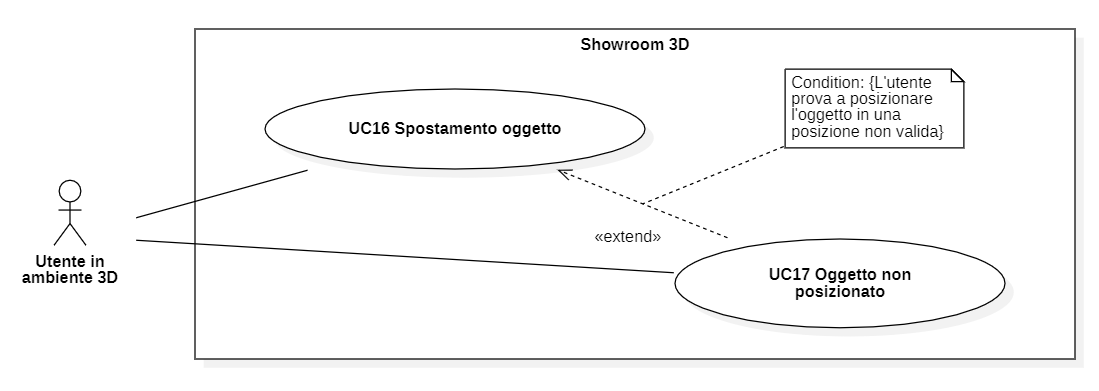 Showroom 3D
Condition: {L'utente
prova a posizionare
l'oggetto in una
posizione non valida}
UC16 Spostamento oggetto
«extend»
Utente in
ambiente 3D
UC17 Oggetto non
posizionato